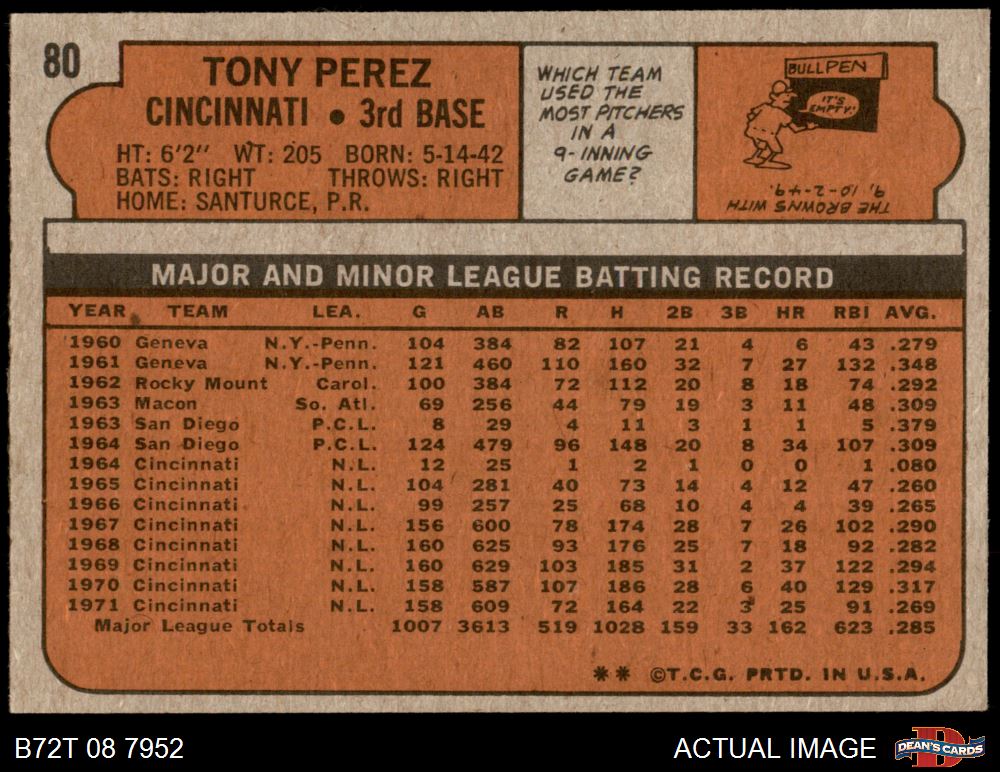 80
TONY PEREZ
CINCINNATI • 3rd BASE
HT: 6'2" WT: 205 BORN: 5-14-42
BATS: RIGHT THROWS: RIGHT
HOME: SANTURCE, P.R.
WHICH TEAM
USED THE
MOST PITCHERS
IN A
9-INNING
GAME?
BULLPEN
IT'S
EMPTY!
THE BROWNS WITH
9, 10-2-49.
MAJOR AND MINOR LEAGUE BATTING RECORD
YEAR TEAM LEA. G AB R H 2B 3B HR RBI AVG.
1960 Geneva N.Y.-Penn. 104 384 82 107 21 4 6 43 .279
1961 Geneva N.Y.-Penn. 121 460 110 160 32 7 27 132 .348
1962 Rocky Mount Carol. 100 384 72 112 20 8 18 74 .292
1963 Macon So. Atl. 69 256 44 79 19 3 11 48 .309
1963 San Diego P.C.L. 8 29 4 11 3 1 1 5 .379
1964 San Diego P.C.L. 124 479 96 148 20 8 34 107 .309
1964 Cincinnati N.L. 12 25 1 2 1 0 0 1 .080
1965 Cincinnati N.L. 104 281 40 73 14 4 12 47 .260
1966 Cincinnati N.L. 99 257 25 68 10 4 4 39 .265
1967 Cincinnati N.L. 156 600 78 174 28 7 26 102 .290
1968 Cincinnati N.L. 160 625 93 176 25 7 18 92 .282
1969 Cincinnati N.L. 160 629 103 185 31 2 37 122 .294
1970 Cincinnati N.L. 158 587 107 186 28 6 40 129 .317
1971 Cincinnati N.L. 158 609 72 164 22 3 25 91 .269
Major League Totals 1007 3613 519 1028 159 33 162 623 .285
** ©T.C.G. PRTD. IN U.S.A.
B72T 08 7952
ACTUAL IMAGE
DEAN'S CARDS